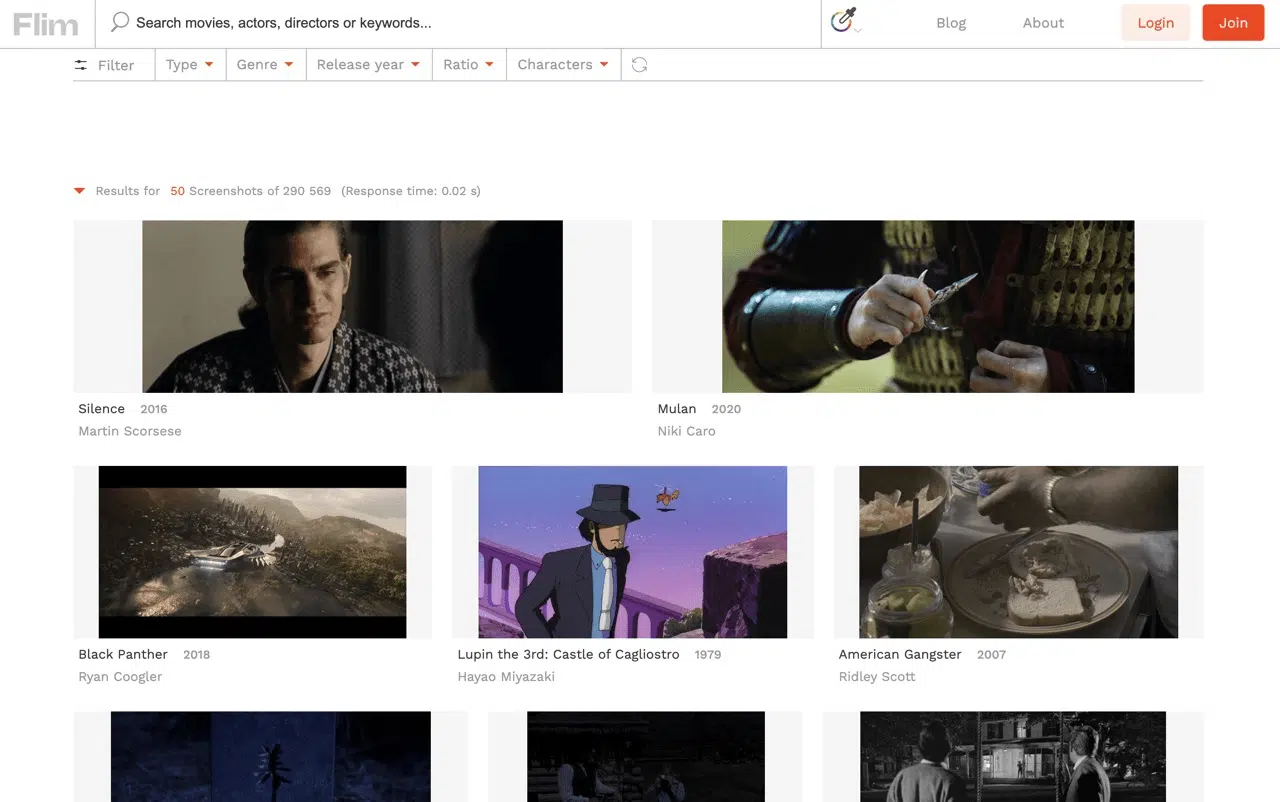 Flim
Search movies, actors, directors or keywords...
Blog
About
Login
Join
Filter
Type
Genre
Release year
Ratio
Characters
Results for 50 Screenshots of 290 569 (Response time: 0.02 s)
Silence 2016
Martin Scorsese
Mulan 2020
Niki Caro
Black Panther 2018
Ryan Coogler
Lupin the 3rd: Castle of Cagliostro 1979
Hayao Miyazaki
American Gangster 2007
Ridley Scott